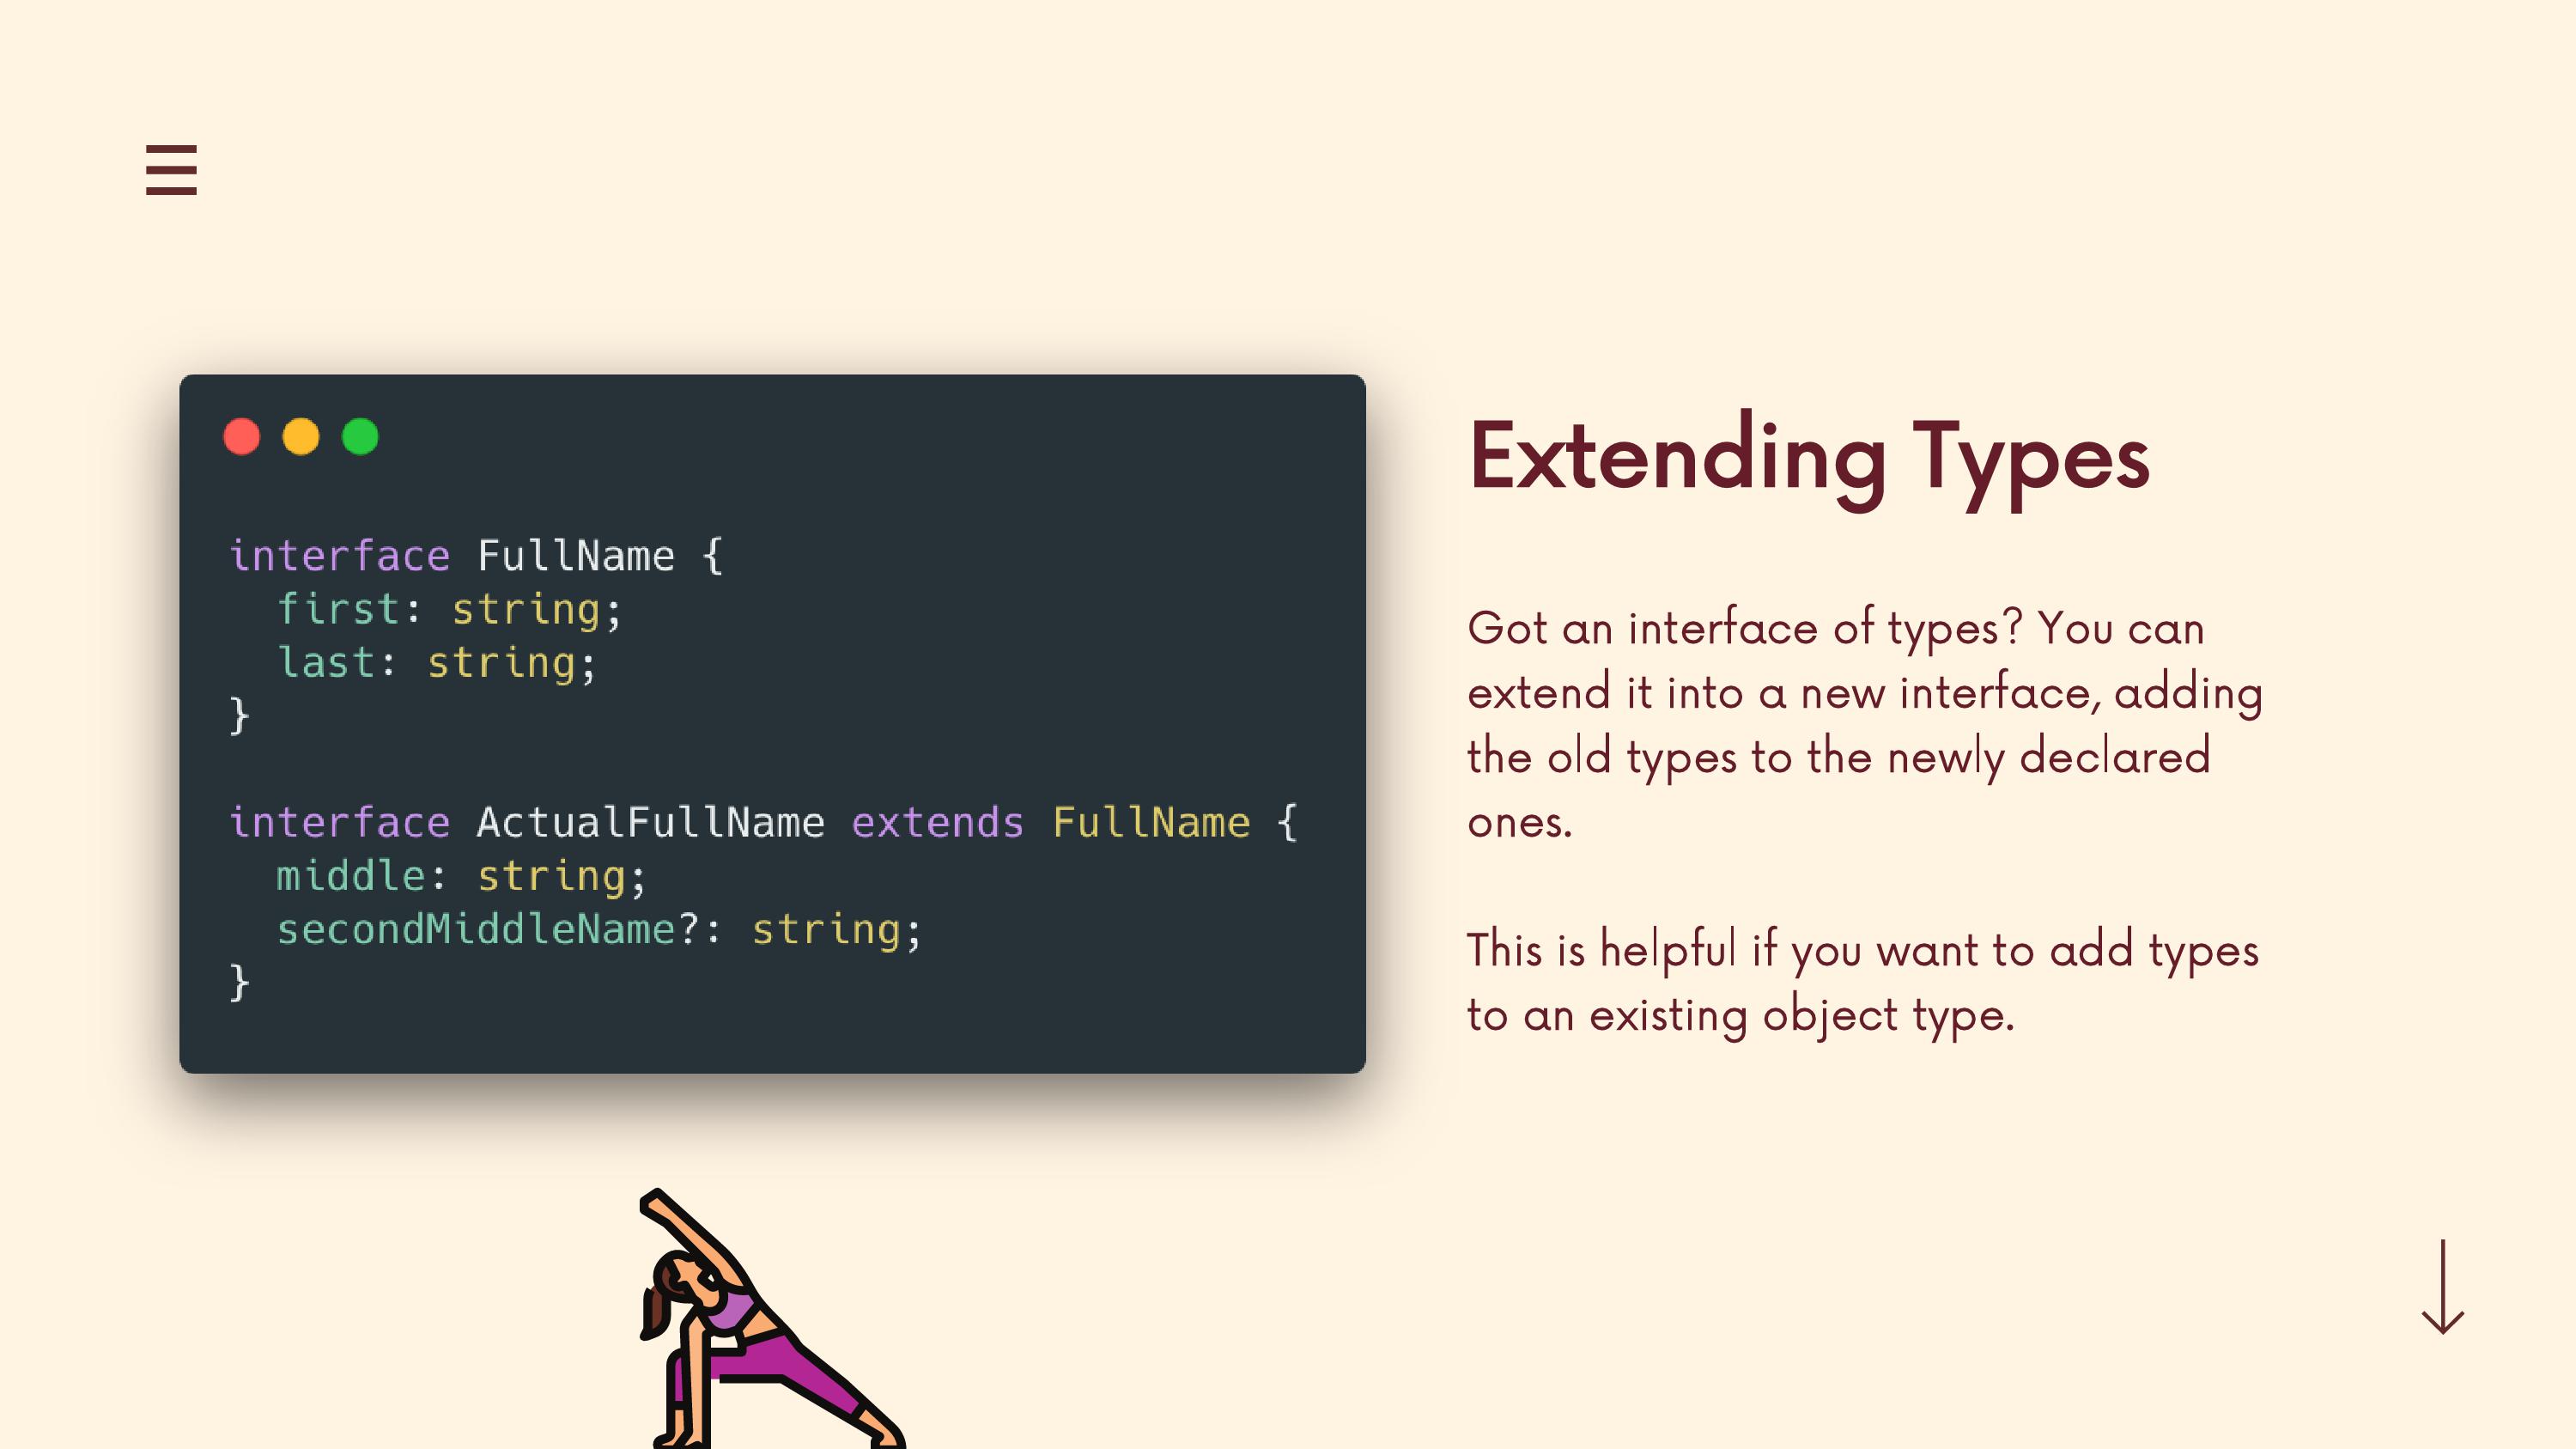 interface FullName {
  first: string;
  last: string;
}
interface ActualFullName extends FullName {
  middle: string;
  secondMiddleName?: string;
}
Extending Types
Got an interface of types? You can
extend it into a new interface, adding
the old types to the newly declared
ones.
This is helpful if you want to add types
to an existing object type.